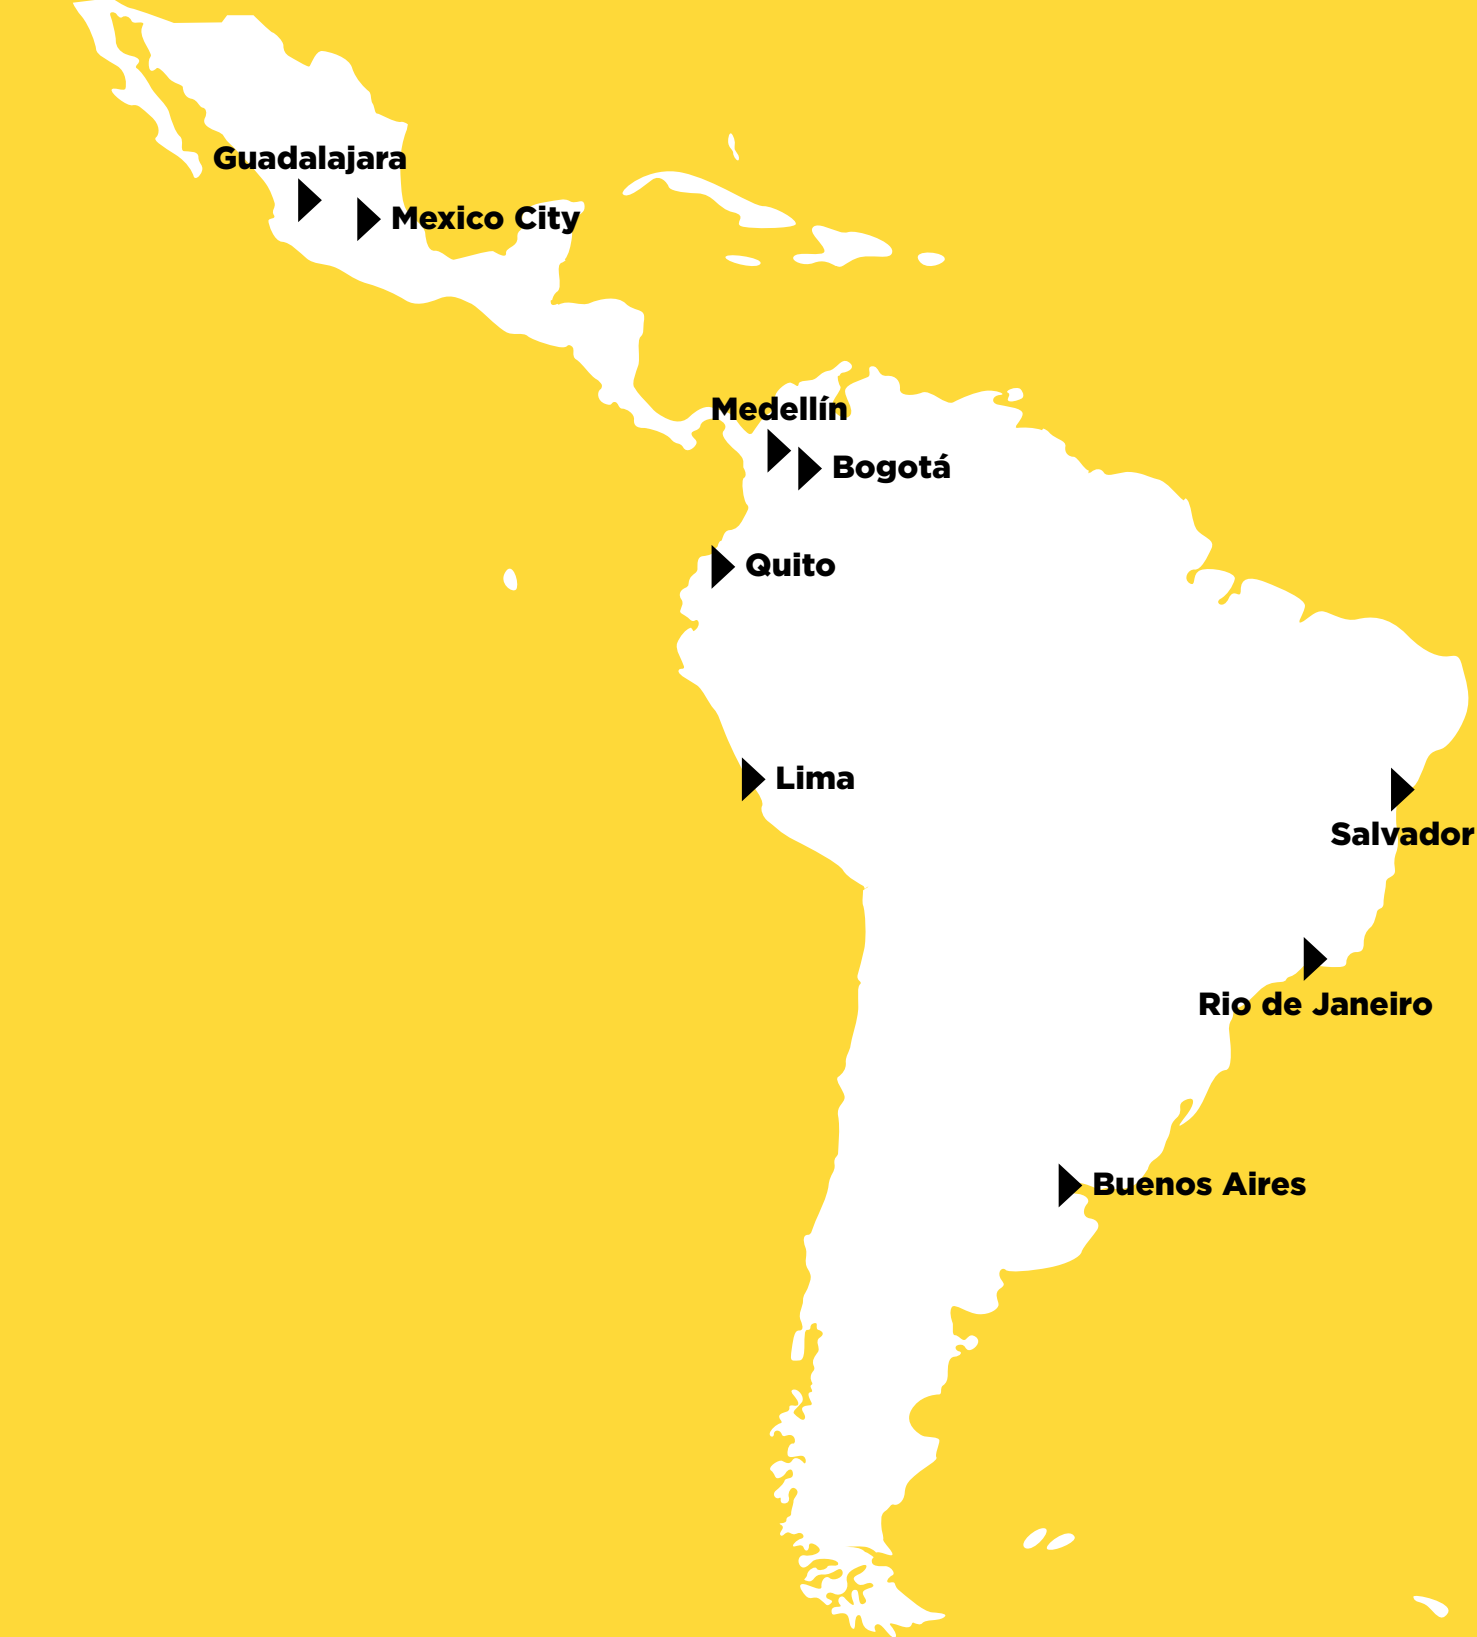 Guadalajara
Mexico City
Medellín
Bogotá
Quito
Lima
Salvador
Rio de Janeiro
Buenos Aires